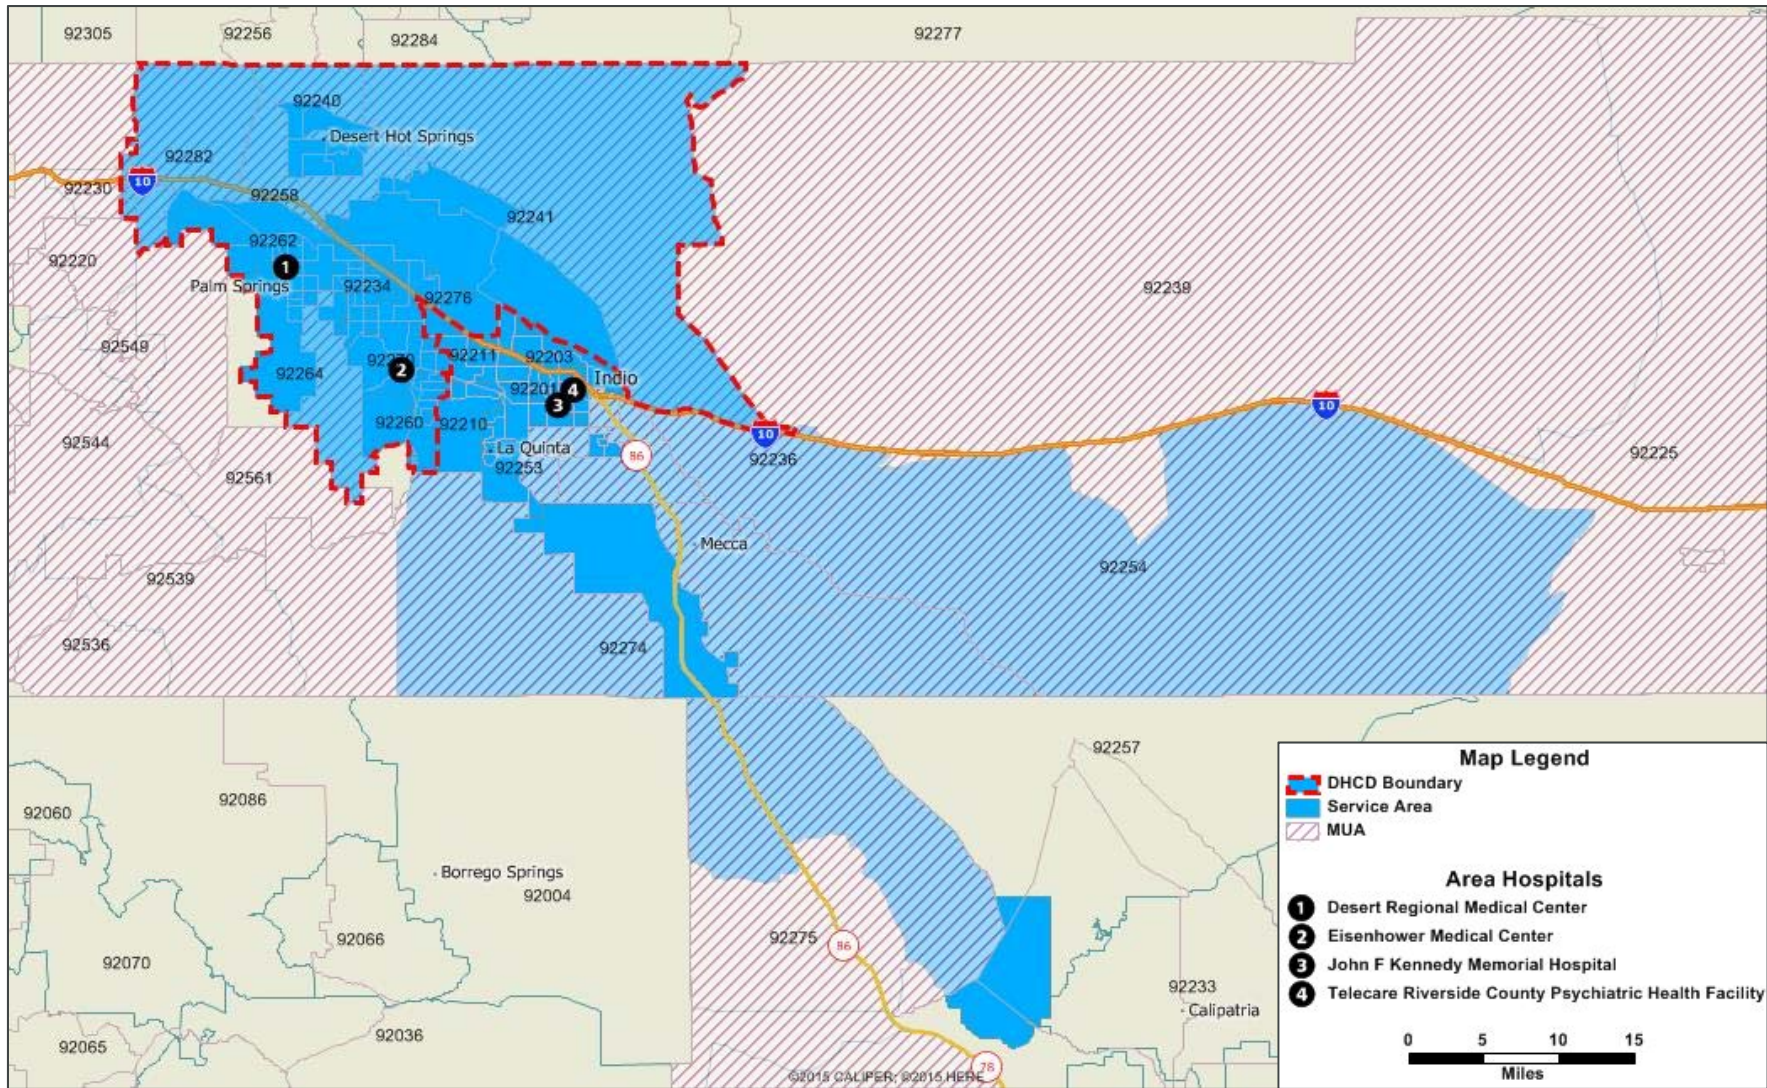 92305
92256
92284
92277
92240
Desert Hot Springs
92282
10
92230
92258
92241
92262
92220
1
Palm Springs
92234
92276
92239
92549
92211
92203
92270
2
92264
92201
4
Indio
3
10
92260
92210
10
92544
La Quinta
86
92236
92225
92253
92561
Mecca
92254
92539
92536
92274
92257
92060
92086
Borrego Springs
92004
92066
92275
86
92070
92233
Calipatria
92036
92065
78
©2015 CALIPER; ©2015 HERE
Map Legend
DHCD Boundary
Service Area
MUA
Area Hospitals
1 Desert Regional Medical Center
2 Eisenhower Medical Center
3 John F Kennedy Memorial Hospital
4 Telecare Riverside County Psychiatric Health Facility
0 5 10 15
Miles